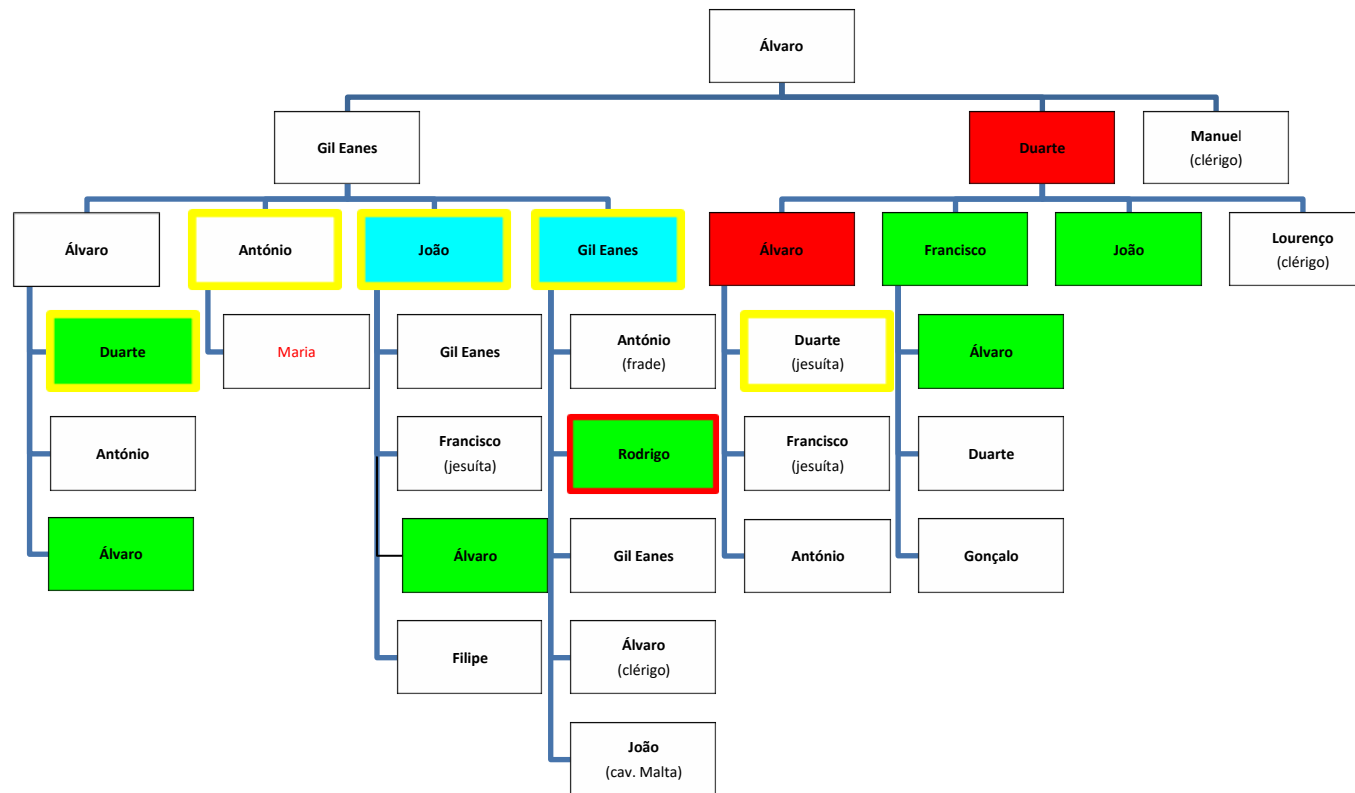 Álvaro
Gil Eanes
Duarte
Manuel
(clérigo)
Álvaro
António
João
Gil Eanes
Álvaro
Francisco
João
Lourenço
(clérigo)
Duarte
Maria
Gil Eanes
António
(frade)
Duarte
(jesuíta)
Álvaro
António
Francisco
(jesuíta)
Rodrigo
Francisco
(jesuíta)
Duarte
Álvaro
Álvaro
Gil Eanes
António
Gonçalo
Filipe
Álvaro
(clérigo)
João
(cav. Malta)